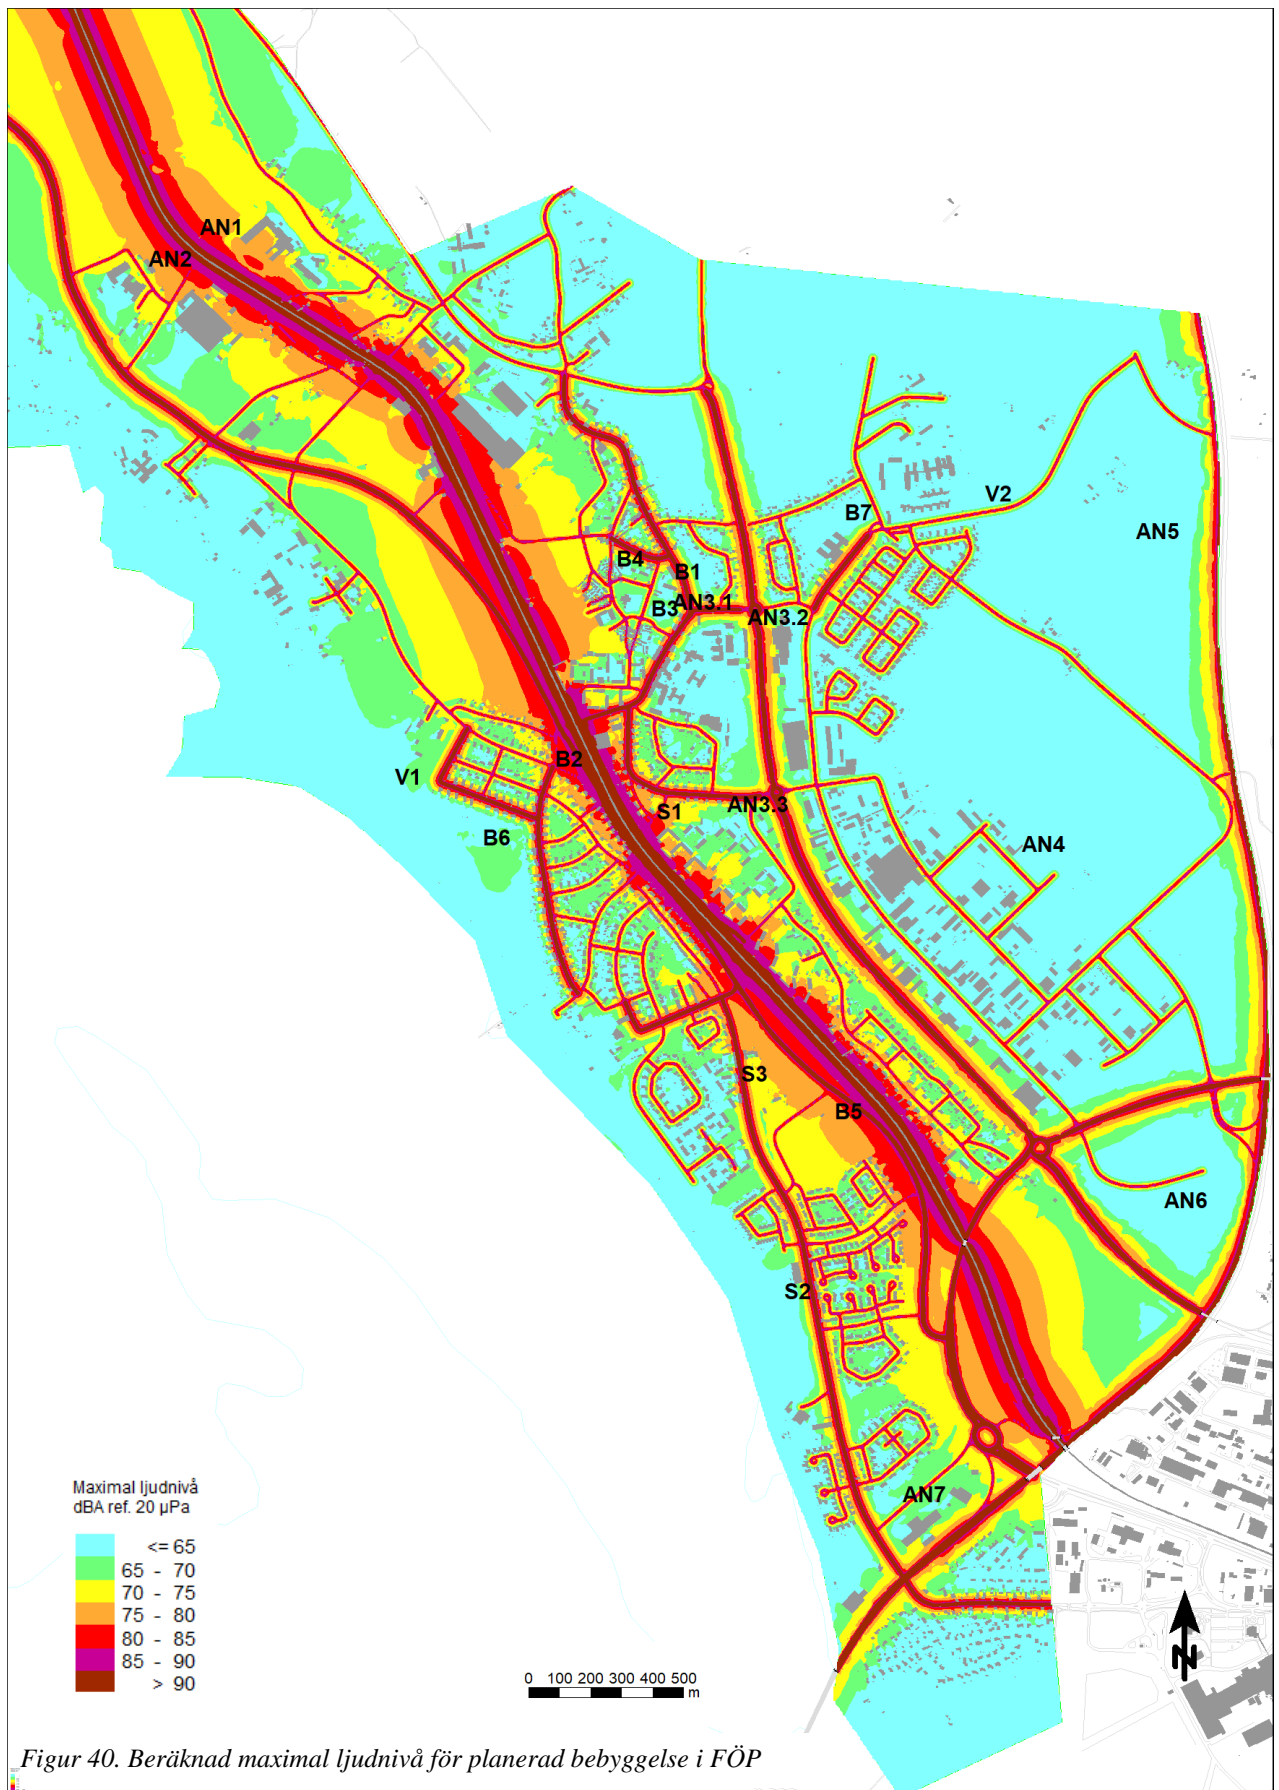 AN1
AN2
V2
B7
AN5
B4
B1
B3
AN3.1
AN3.2
B2
V1
S1
AN3.3
B6
AN4
S3
B5
AN6
S2
AN7
Maximal ljudnivå
dBA ref. 20 µPa
<= 65
65 - 70
70 - 75
75 - 80
80 - 85
85 - 90
> 90
0 100 200 300 400 500
m
N
Figur 40. Beräknad maximal ljudnivå för planerad bebyggelse i FÖP